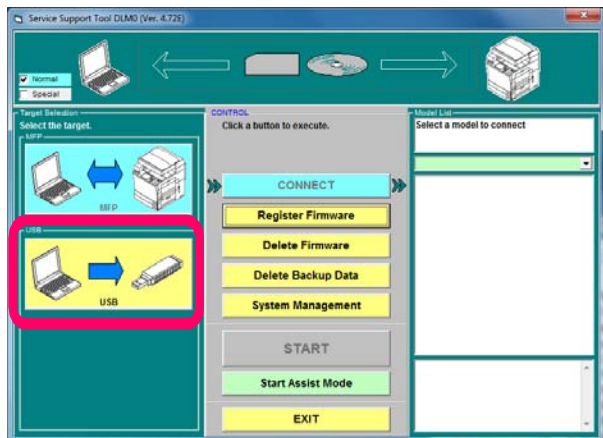 Service Support Tool DLM0 (Ver. 4.72E)
Normal
Special
Target Selection
Select the target.
MFP
MFP
USB
USB
CONTROL
Click a button to execute.
CONNECT
Register Firmware
Delete Firmware
Delete Backup Data
System Management
START
Start Assist Mode
EXIT
Model List
Select a model to connect